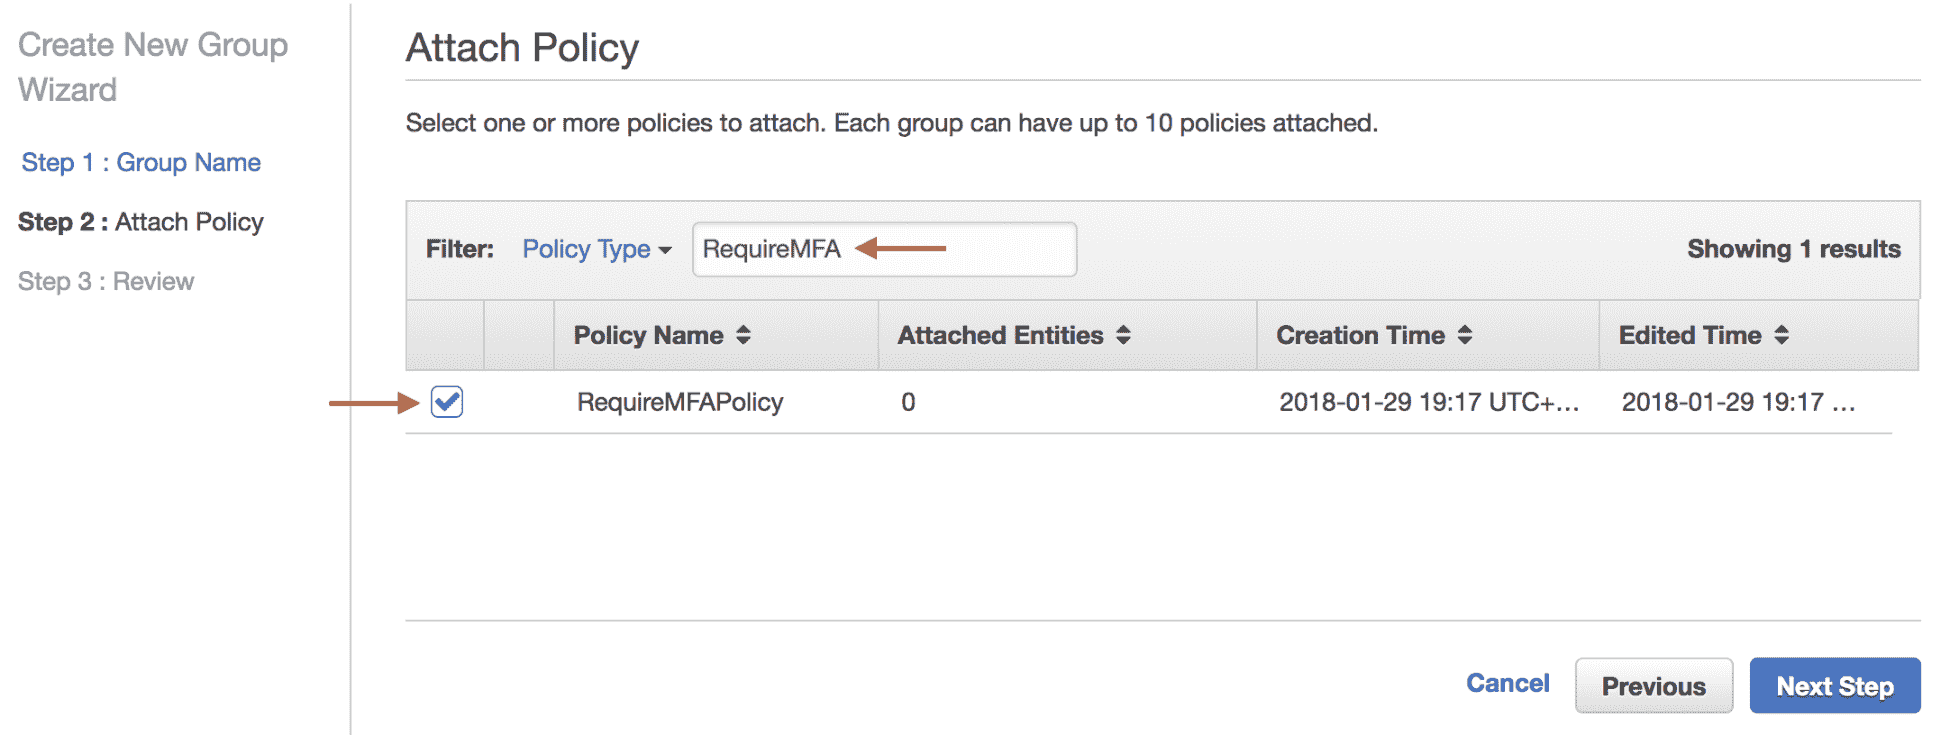 Create New Group
Wizard
Step 1 : Group Name
Step 2 : Attach Policy
Step 3 : Review
Attach Policy
Select one or more policies to attach. Each group can have up to 10 policies attached.
Filter: Policy Type RequireMFA Showing 1 results
Policy Name Attached Entities Creation Time Edited Time
RequireMFAPolicy 0 2018-01-29 19:17 UTC+... 2018-01-29 19:17 ...
Cancel Previous Next Step